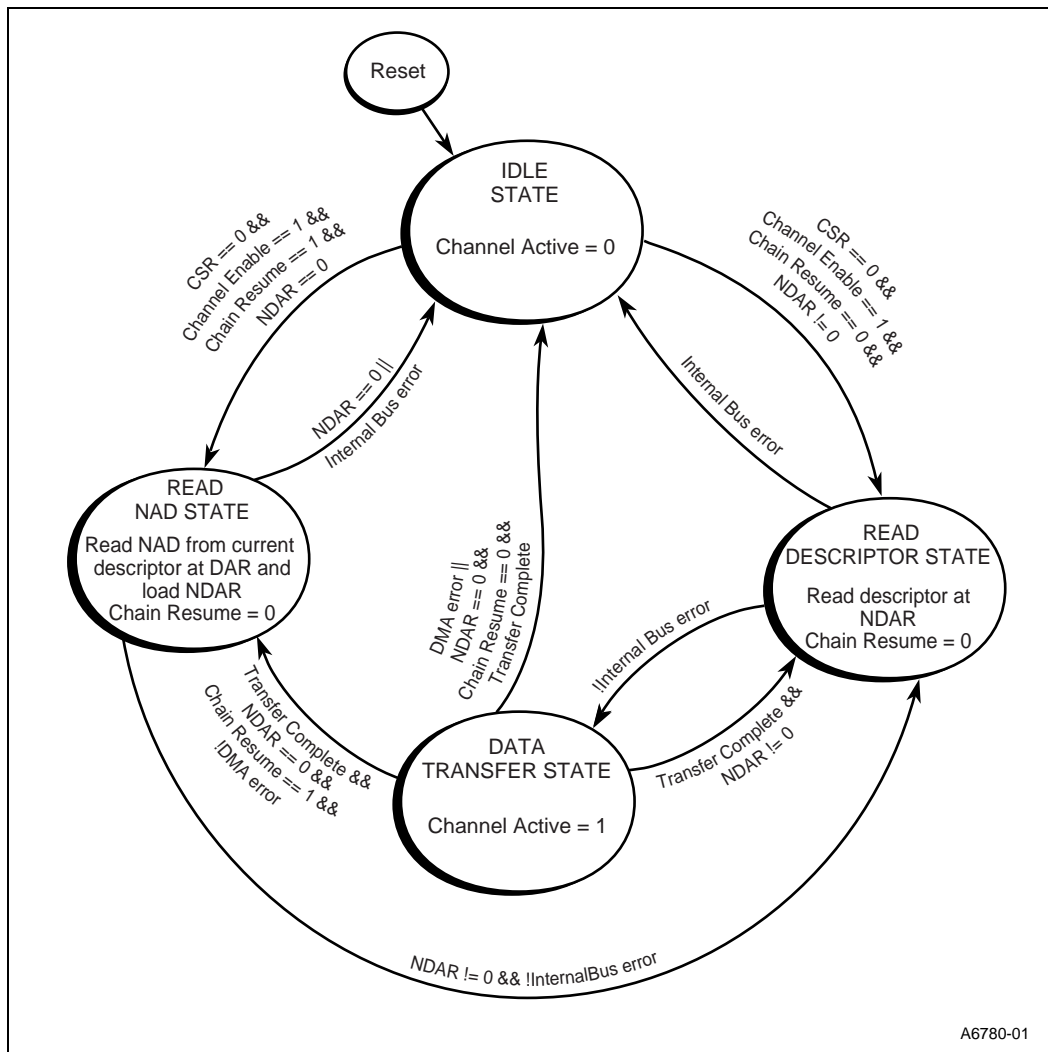 Reset
IDLE
STATE
Channel Active = 0
CSR == 0 &&
Channel Enable == 1 &&
Chain Resume == 1 &&
NDAR == 0
CSR == 0 &&
Channel Enable == 1 &&
Chain Resume == 0 &&
NDAR != 0
NDAR == 0 ||
Internal Bus error
Internal Bus error
READ
NAD STATE
Read NAD from current
descriptor at DAR and
load NDAR
Chain Resume = 0
READ
DESCRIPTOR STATE
Read descriptor at
NDAR
Chain Resume = 0
DMA error ||
NDAR == 0 &&
Chain Resume == 0 &&
Transfer Complete
!Internal Bus error
Transfer Complete &&
NDAR == 0 &&
Chain Resume == 1 &&
!DMA error
Transfer Complete &&
NDAR != 0
DATA
TRANSFER STATE
Channel Active = 1
NDAR != 0 && !InternalBus error
A6780-01